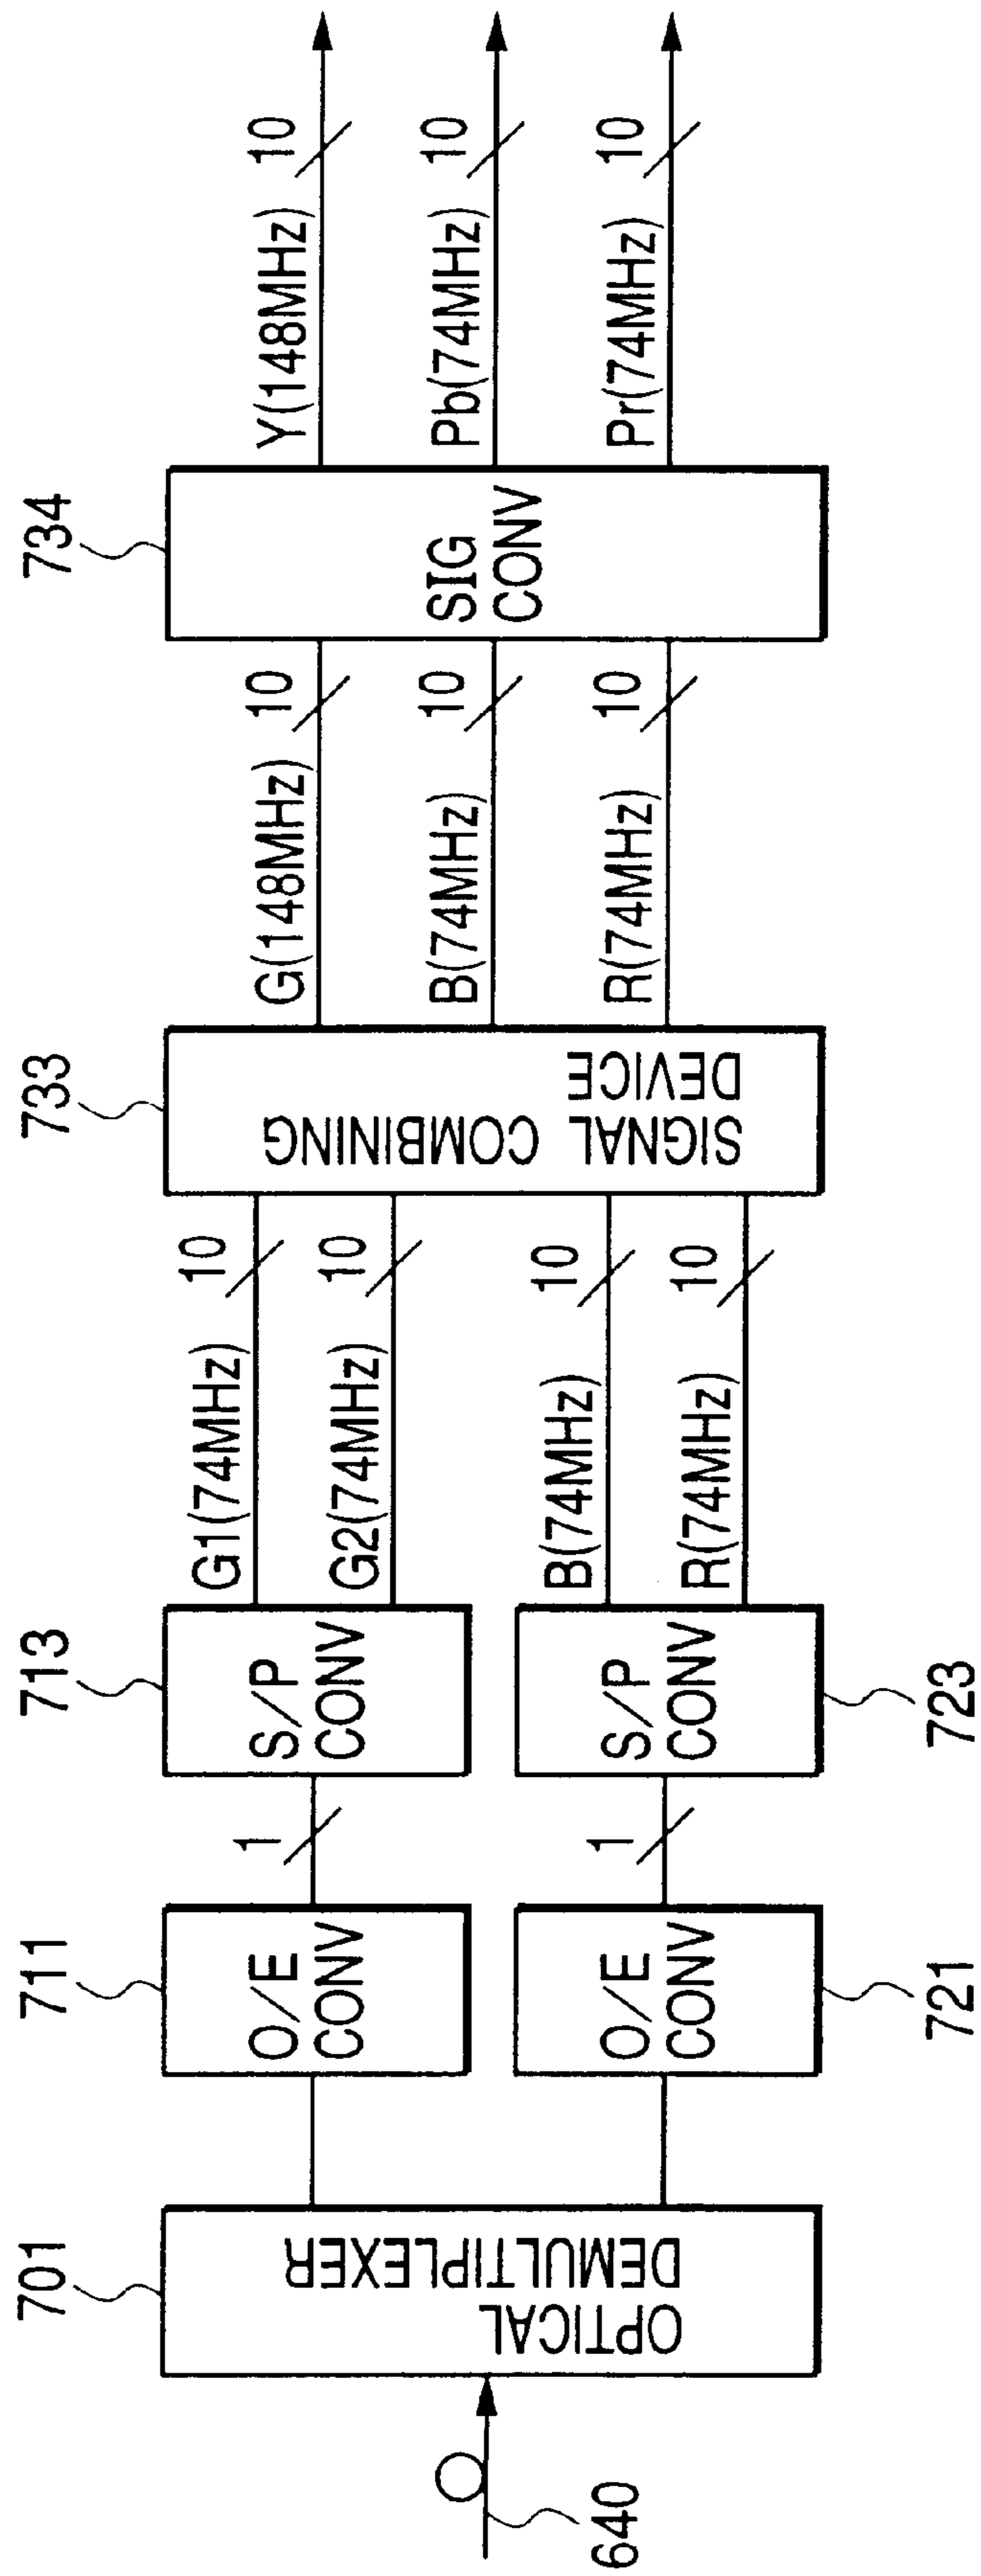 640
701
OPTICAL
DEMULTIPLEXER
711
O/E
CONV
721
O/E
CONV
1
1
713
S/P
CONV
723
S/P
CONV
G1(74MHz) 10
G2(74MHz) 10
B(74MHz) 10
R(74MHz) 10
733
SIGNAL COMBINING
DEVICE
G(148MHz) 10
B(74MHz) 10
R(74MHz) 10
734
SIG
CONV
Y(148MHz) 10
Pb(74MHz) 10
Pr(74MHz) 10